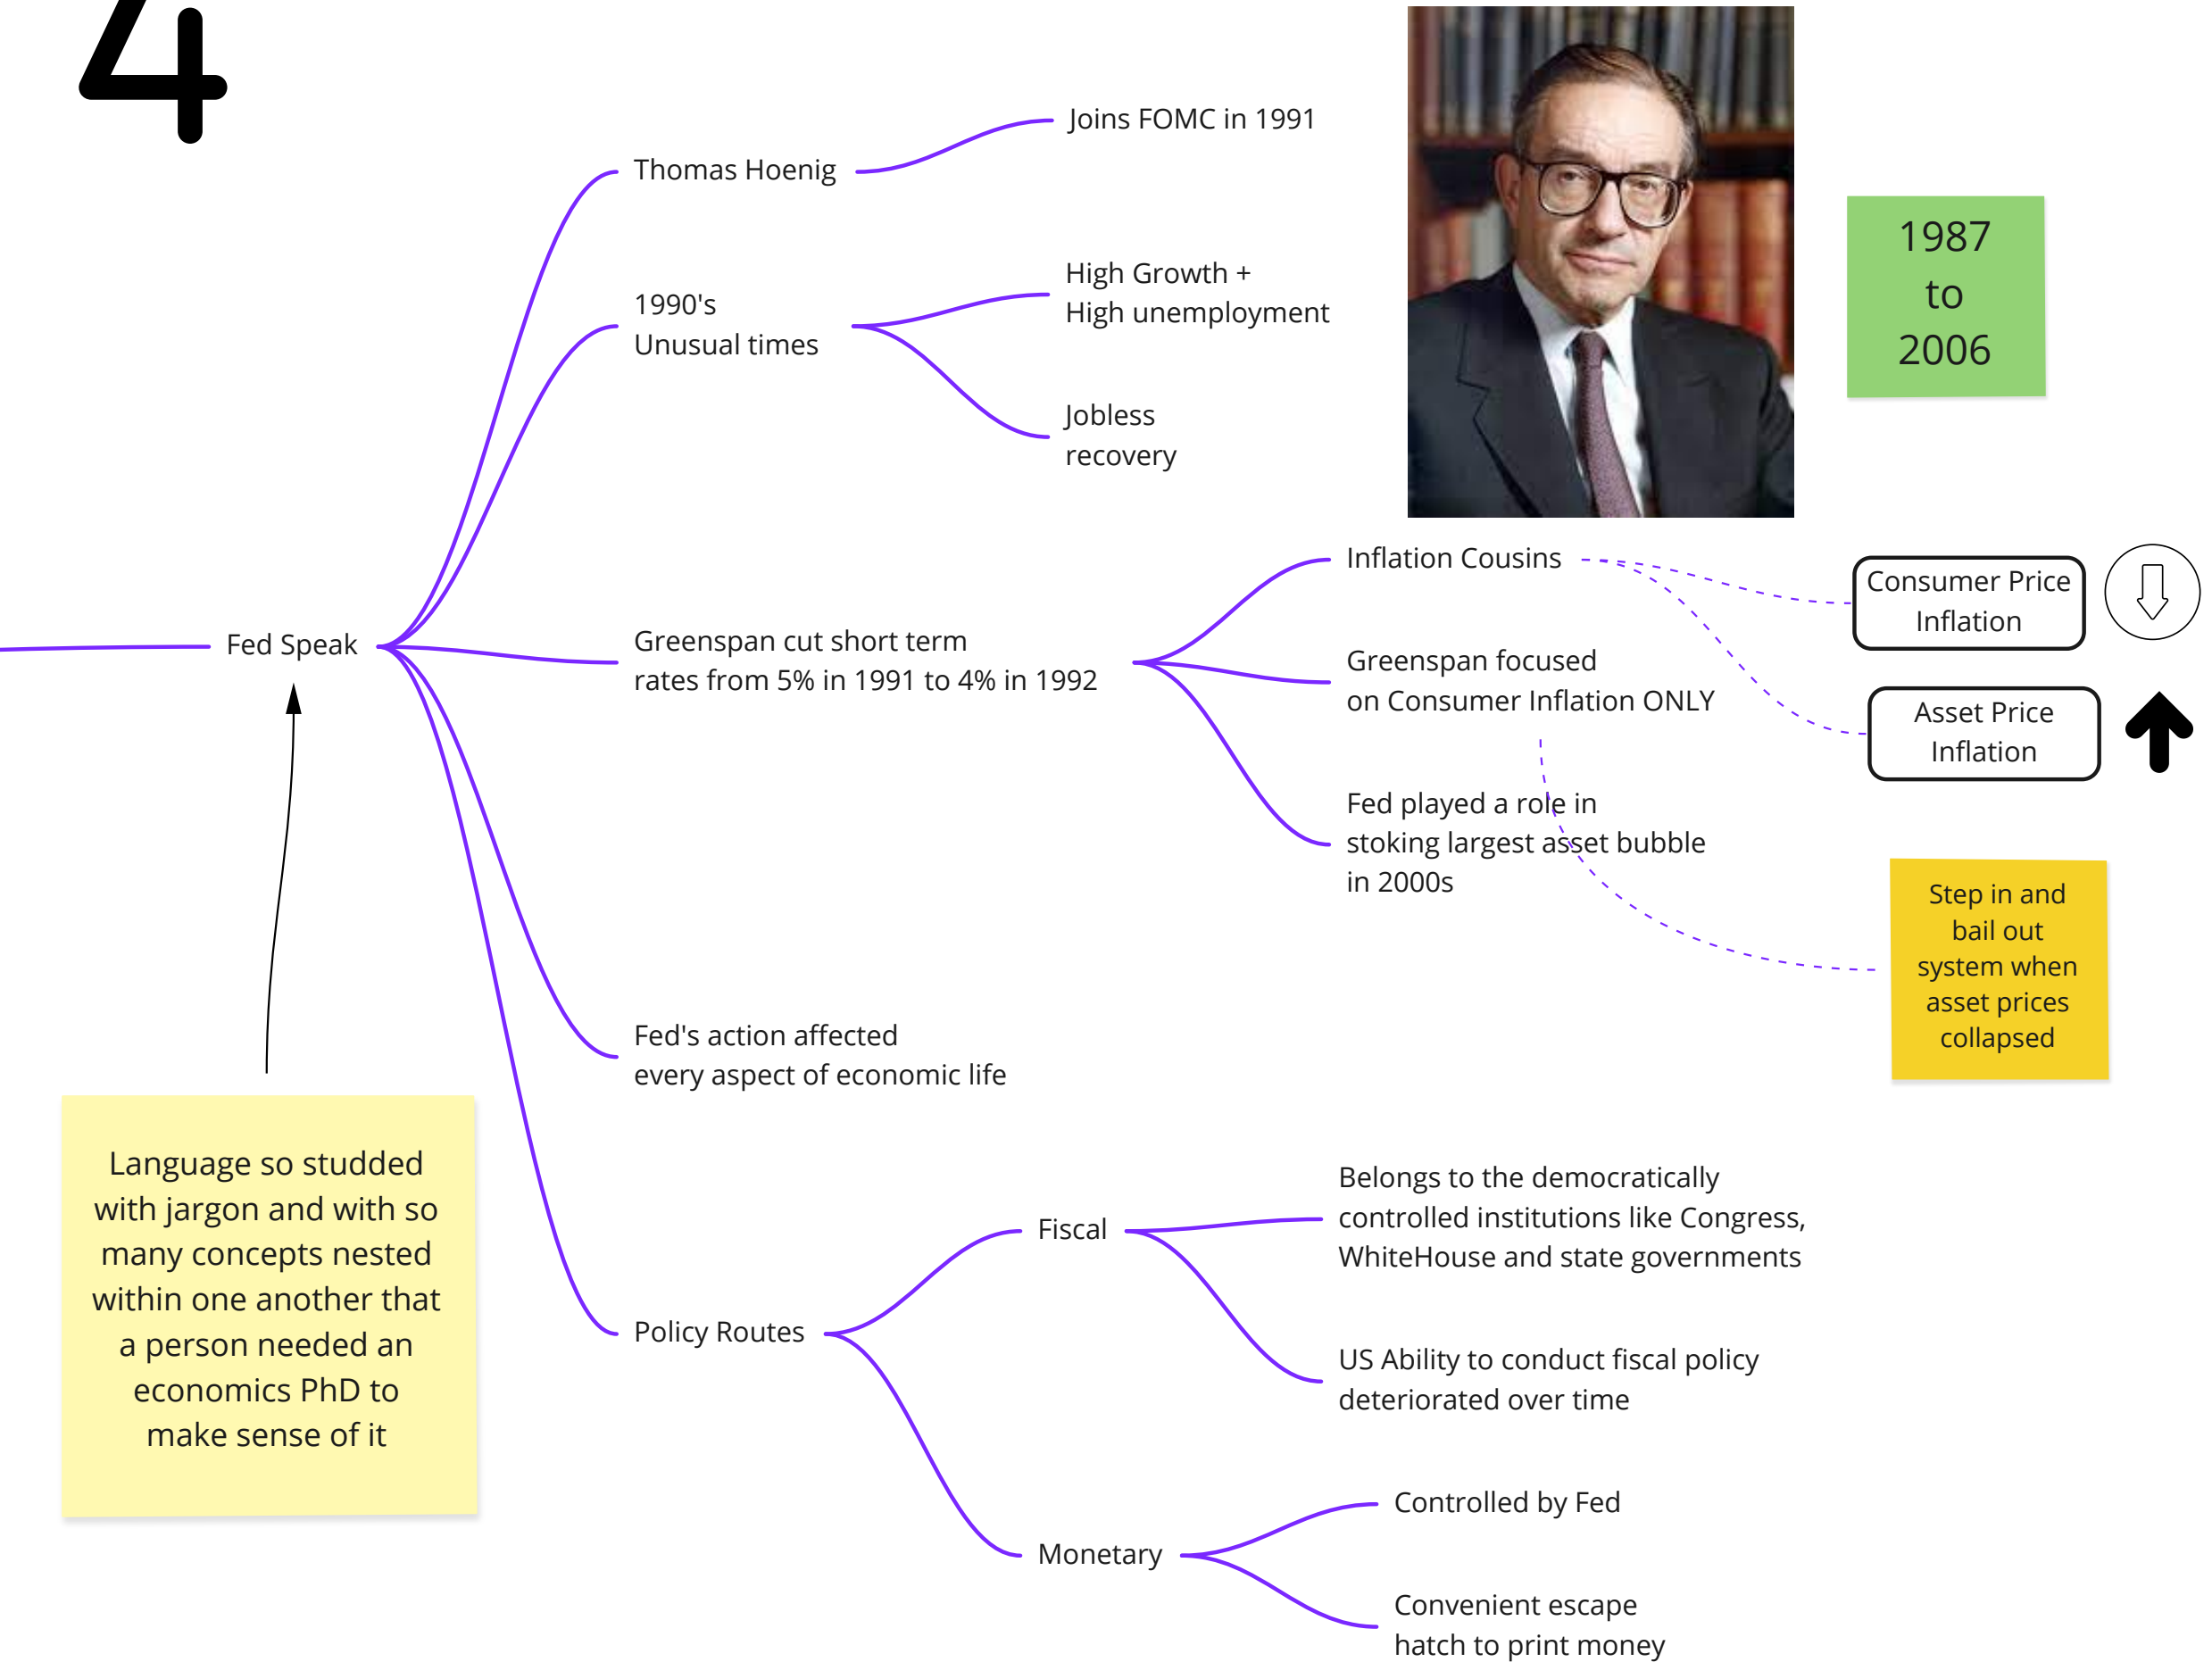 4
Thomas Hoenig
Joins FOMC in 1991
1990's
Unusual times
High Growth +
High unemployment
Jobless
recovery
1987
to
2006
Fed Speak
Greenspan cut short term
rates from 5% in 1991 to 4% in 1992
Inflation Cousins
Consumer Price
Inflation
Asset Price
Inflation
Greenspan focused
on Consumer Inflation ONLY
Fed played a role in
stoking largest asset bubble
in 2000s
Step in and
bail out
system when
asset prices
collapsed
Fed's action affected
every aspect of economic life
Language so studded
with jargon and with so
many concepts nested
within one another that
a person needed an
economics PhD to
make sense of it
Policy Routes
Fiscal
Belongs to the democratically
controlled institutions like Congress,
WhiteHouse and state governments
US Ability to conduct fiscal policy
deteriorated over time
Monetary
Controlled by Fed
Convenient escape
hatch to print money